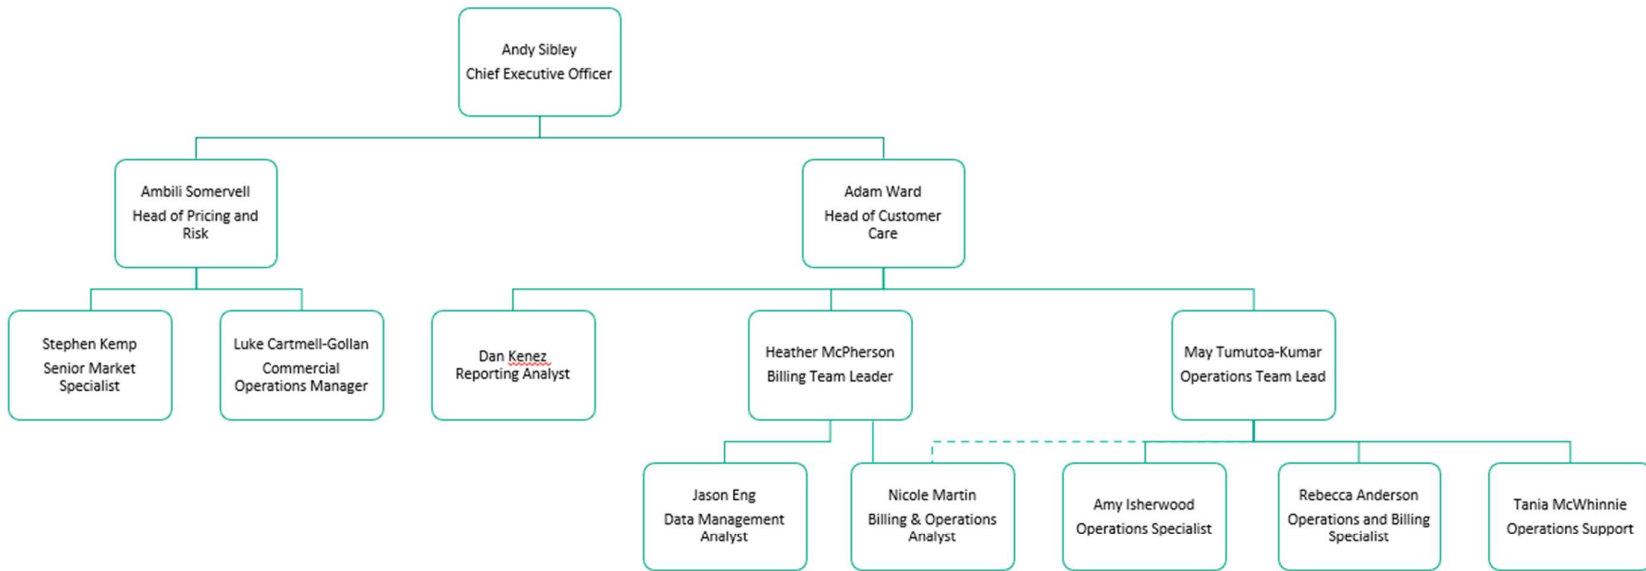 Andy Sibley
Chief Executive Officer
Ambili Somervell
Head of Pricing and
Risk
Adam Ward
Head of Customer
Care
Stephen Kemp
Senior Market
Specialist
Luke Cartmell-Gollan
Commercial
Operations Manager
Dan Kenez
Reporting Analyst
Heather McPherson
Billing Team Leader
May Tumutoa-Kumar
Operations Team Lead
Jason Eng
Data Management
Analyst
Nicole Martin
Billing & Operations
Analyst
Amy Isherwood
Operations Specialist
Rebecca Anderson
Operations and Billing
Specialist
Tania McWhinnie
Operations Support